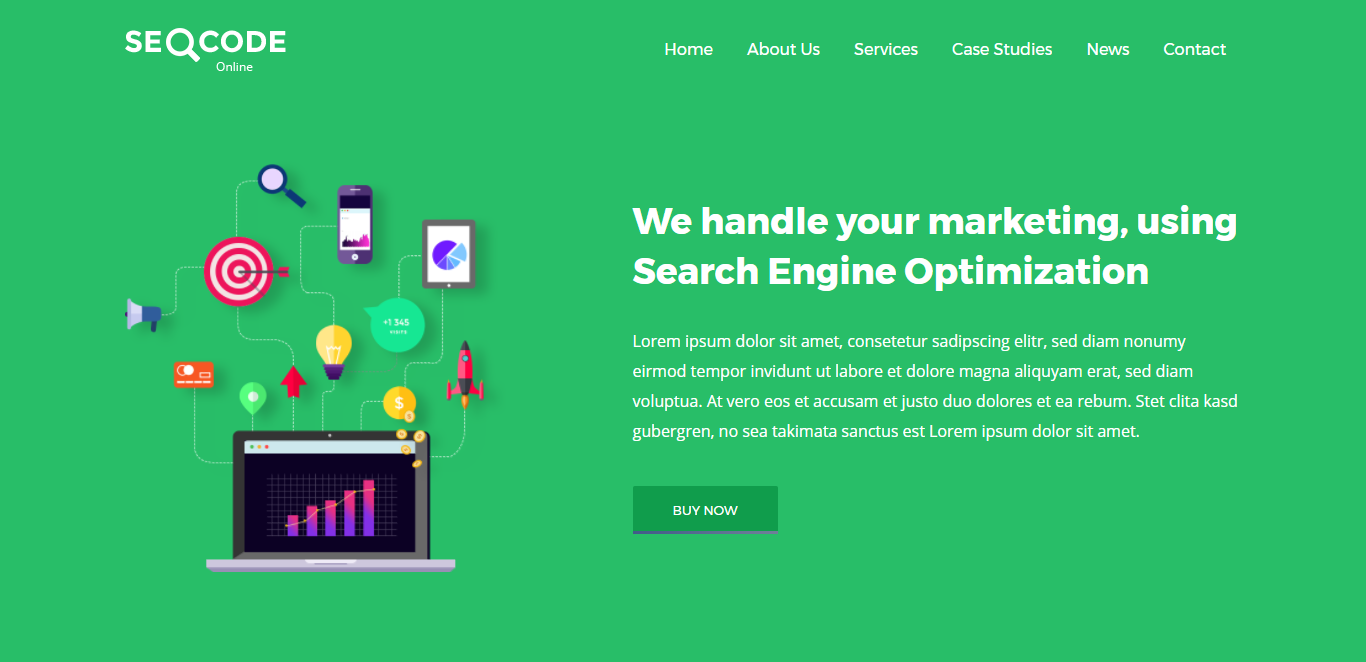 SEOCODE
Online
Home About Us Services Case Studies News Contact
We handle your marketing, using
Search Engine Optimization
Lorem ipsum dolor sit amet, consetetur sadipscing elitr, sed diam nonumy
eirmod tempor invidunt ut labore et dolore magna aliquyam erat, sed diam
voluptua. At vero eos et accusam et justo duo dolores et ea rebum. Stet clita kasd
gubergren, no sea takimata sanctus est Lorem ipsum dolor sit amet.
BUY NOW
+1 345
VISITS
$